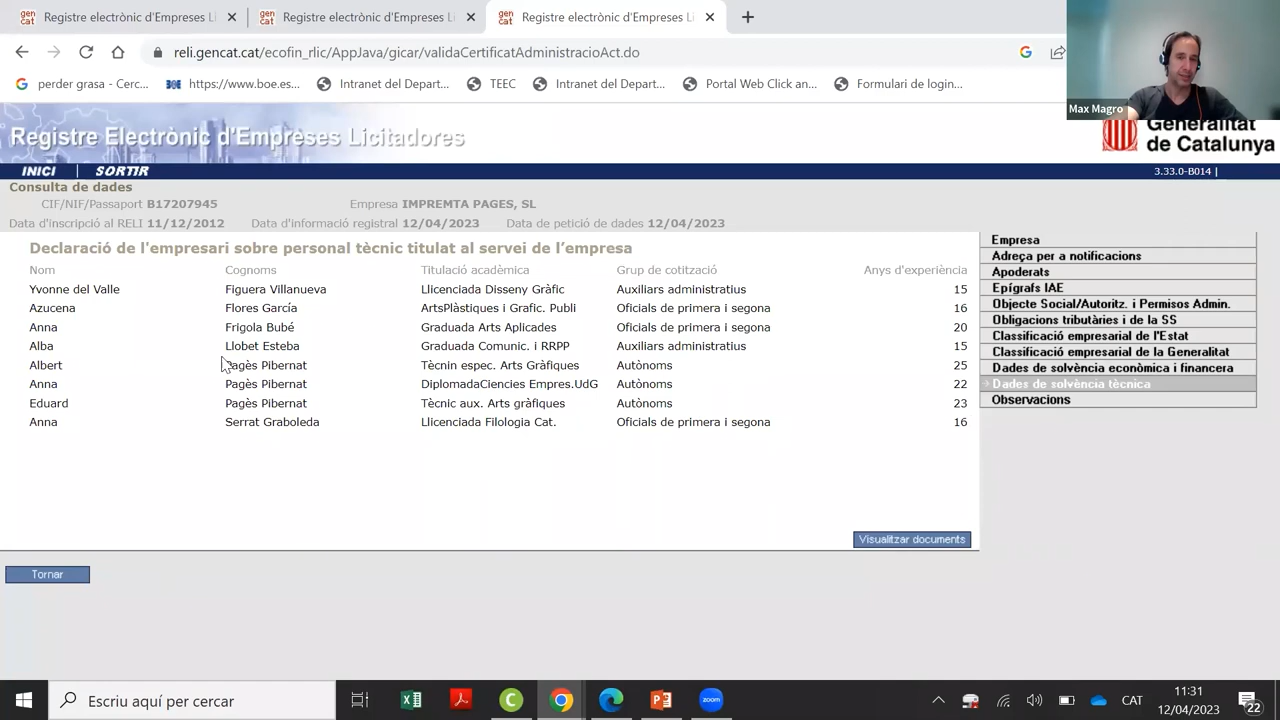 Registre electrònic d'Empreses Li
Registre electrònic d'Empreses Li
Registre electrònic d'Empreses Li
reli.gencat.cat/ecofin_rlic/AppJava/gicar/validaCertificatAdministracioAct.do
perder grasa - Cerc... https://www.boe.es... Intranet del Depart... TEEC Intranet del Depart... Portal Web Click an... Formulari de login...
Max Magro
Registre Electrònic d'Empreses Licitadores
Generalitat
de Catalunya
INICI | SORTIR
3.33.0-B014 |
Consulta de dades
CIF/NIF/Passaport B17207945 Empresa IMPREMTA PAGES, SL
Data d'inscripció al RELI 11/12/2012 Data d'informació registral 12/04/2023 Data de petició de dades 12/04/2023
Declaració de l'empresari sobre personal tècnic titulat al servei de l'empresa
Nom Cognoms Titulació acadèmica Grup de cotització Anys d'experiència
Yvonne del Valle Figuera Villanueva Llicenciada Disseny Gràfic Auxiliars administratius 15
Azucena Flores García ArtsPlàstiques i Grafic. Publi Oficials de primera i segona 16
Anna Frigola Bubé Graduada Arts Aplicades Oficials de primera i segona 20
Alba Llobet Esteba Graduada Comunic. i RRPP Auxiliars administratius 15
Albert Pagès Pibernat Tècnin espec. Arts Gràfiques Autònoms 25
Anna Pagès Pibernat DiplomadaCiencies Empres.UdG Autònoms 22
Eduard Pagès Pibernat Tècnic aux. Arts gràfiques Autònoms 23
Anna Serrat Graboleda Llicenciada Filologia Cat. Oficials de primera i segona 16
Visualitzar documents
Tornar
Empresa
Adreça per a notificacions
Apoderats
Epígrafs IAE
Objecte Social/Autoritz. i Permisos Admin.
Obligacions tributàries i de la SS
Classificació empresarial de l'Estat
Classificació empresarial de la Generalitat
Dades de solvència econòmica i financera
Dades de solvència tècnica
Observacions
Escriu aquí per cercar
zoom
CAT
11:31
12/04/2023
22